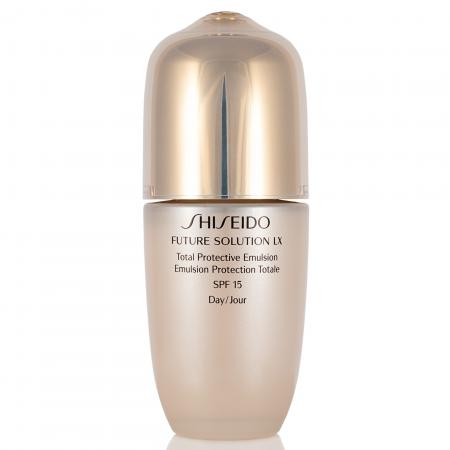 SHISEIDO
FUTURE SOLUTION LX
Total Protective Emulsion
Emulsion Protection Totale
SPF 15
Day/Jour